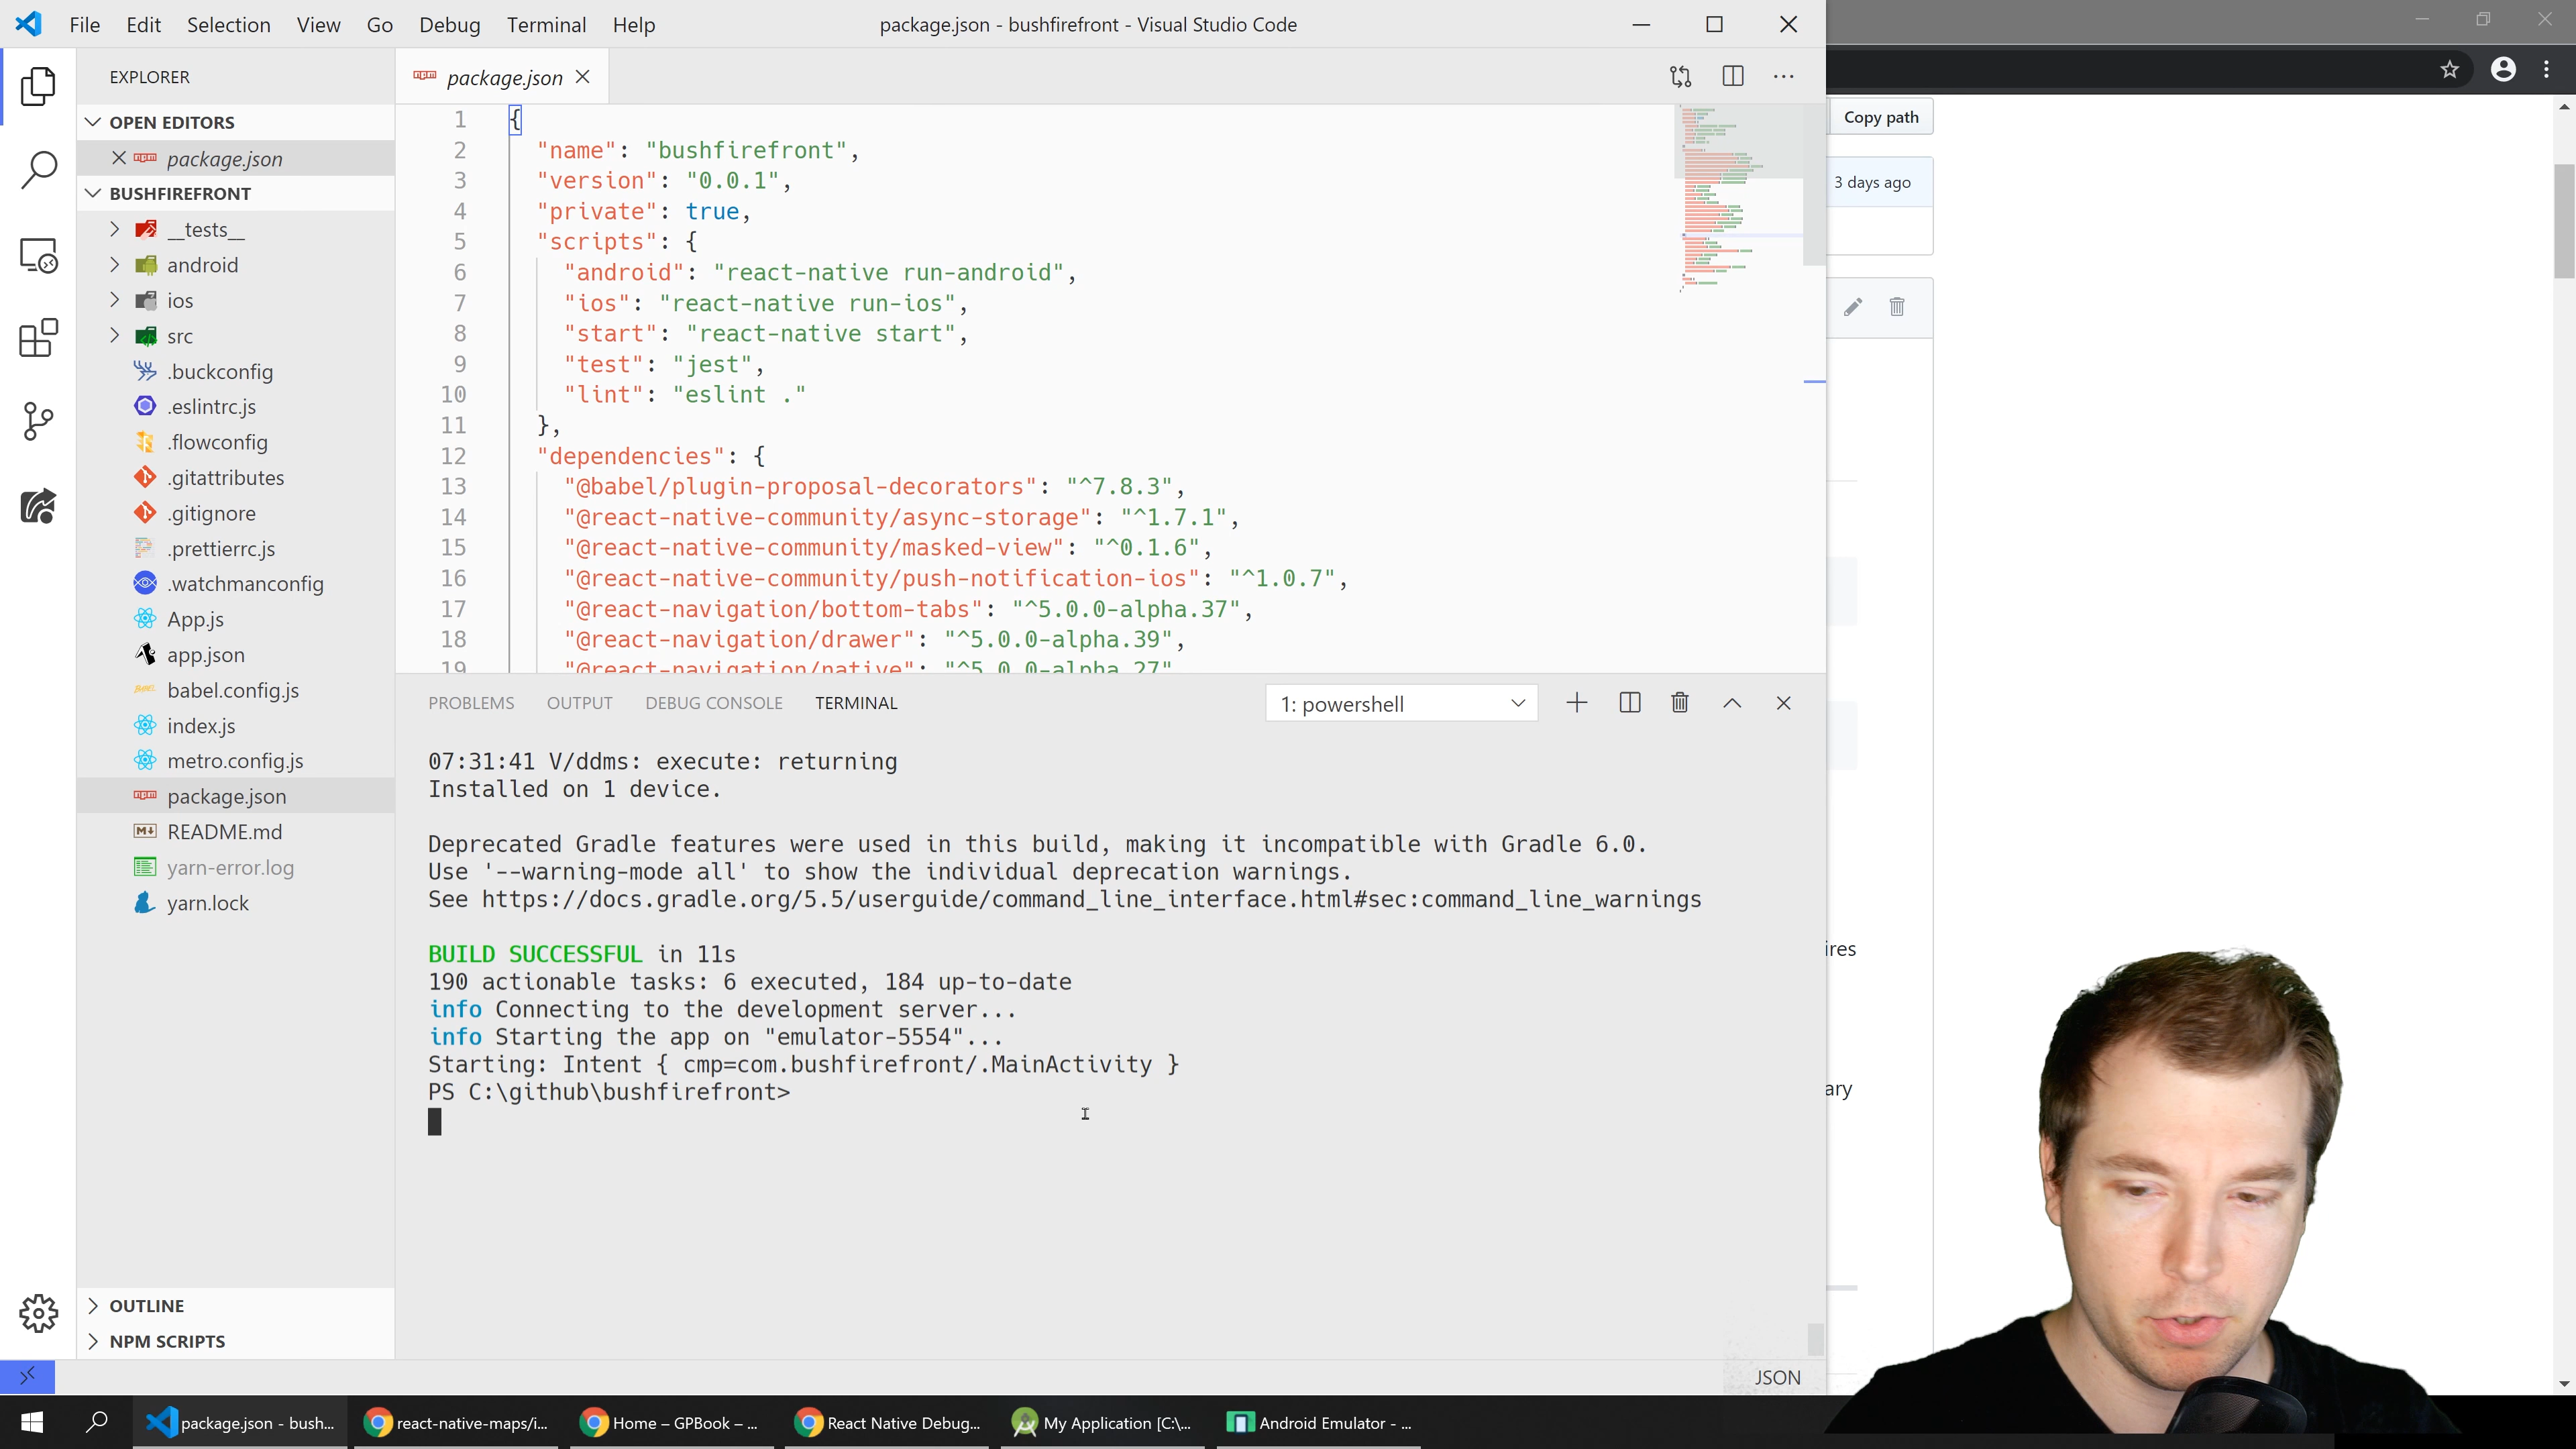 File Edit Selection View Go Debug Terminal Help
package.json - bushfirefront - Visual Studio Code
EXPLORER
OPEN EDITORS
package.json
BUSHFIREFRONT
__tests__
android
ios
src
.buckconfig
.eslintrc.js
.flowconfig
.gitattributes
.gitignore
.prettierrc.js
.watchmanconfig
App.js
app.json
babel.config.js
index.js
metro.config.js
package.json
README.md
yarn-error.log
yarn.lock
OUTLINE
NPM SCRIPTS
package.json
1 {
2 "name": "bushfirefront",
3 "version": "0.0.1",
4 "private": true,
5 "scripts": {
6 "android": "react-native run-android",
7 "ios": "react-native run-ios",
8 "start": "react-native start",
9 "test": "jest",
10 "lint": "eslint ."
11 },
12 "dependencies": {
13 "@babel/plugin-proposal-decorators": "^7.8.3",
14 "@react-native-community/async-storage": "^1.7.1",
15 "@react-native-community/masked-view": "^0.1.6",
16 "@react-native-community/push-notification-ios": "^1.0.7",
17 "@react-navigation/bottom-tabs": "^5.0.0-alpha.37",
18 "@react-navigation/drawer": "^5.0.0-alpha.39",
19 "@react-navigation/native": "^5.0.0-alpha.27"
PROBLEMS OUTPUT DEBUG CONSOLE TERMINAL
1: powershell
07:31:41 V/ddms: execute: returning
Installed on 1 device.
Deprecated Gradle features were used in this build, making it incompatible with Gradle 6.0.
Use '--warning-mode all' to show the individual deprecation warnings.
See https://docs.gradle.org/5.5/userguide/command_line_interface.html#sec:command_line_warnings
BUILD SUCCESSFUL in 11s
190 actionable tasks: 6 executed, 184 up-to-date
info Connecting to the development server...
info Starting the app on "emulator-5554"...
Starting: Intent { cmp=com.bushfirefront/.MainActivity }
PS C:\github\bushfirefront>
JSON
Copy path
3 days ago
ires
ary
package.json - bush...
react-native-maps/i...
Home – GPBook – ...
React Native Debug...
My Application [C:\...
Android Emulator - ...